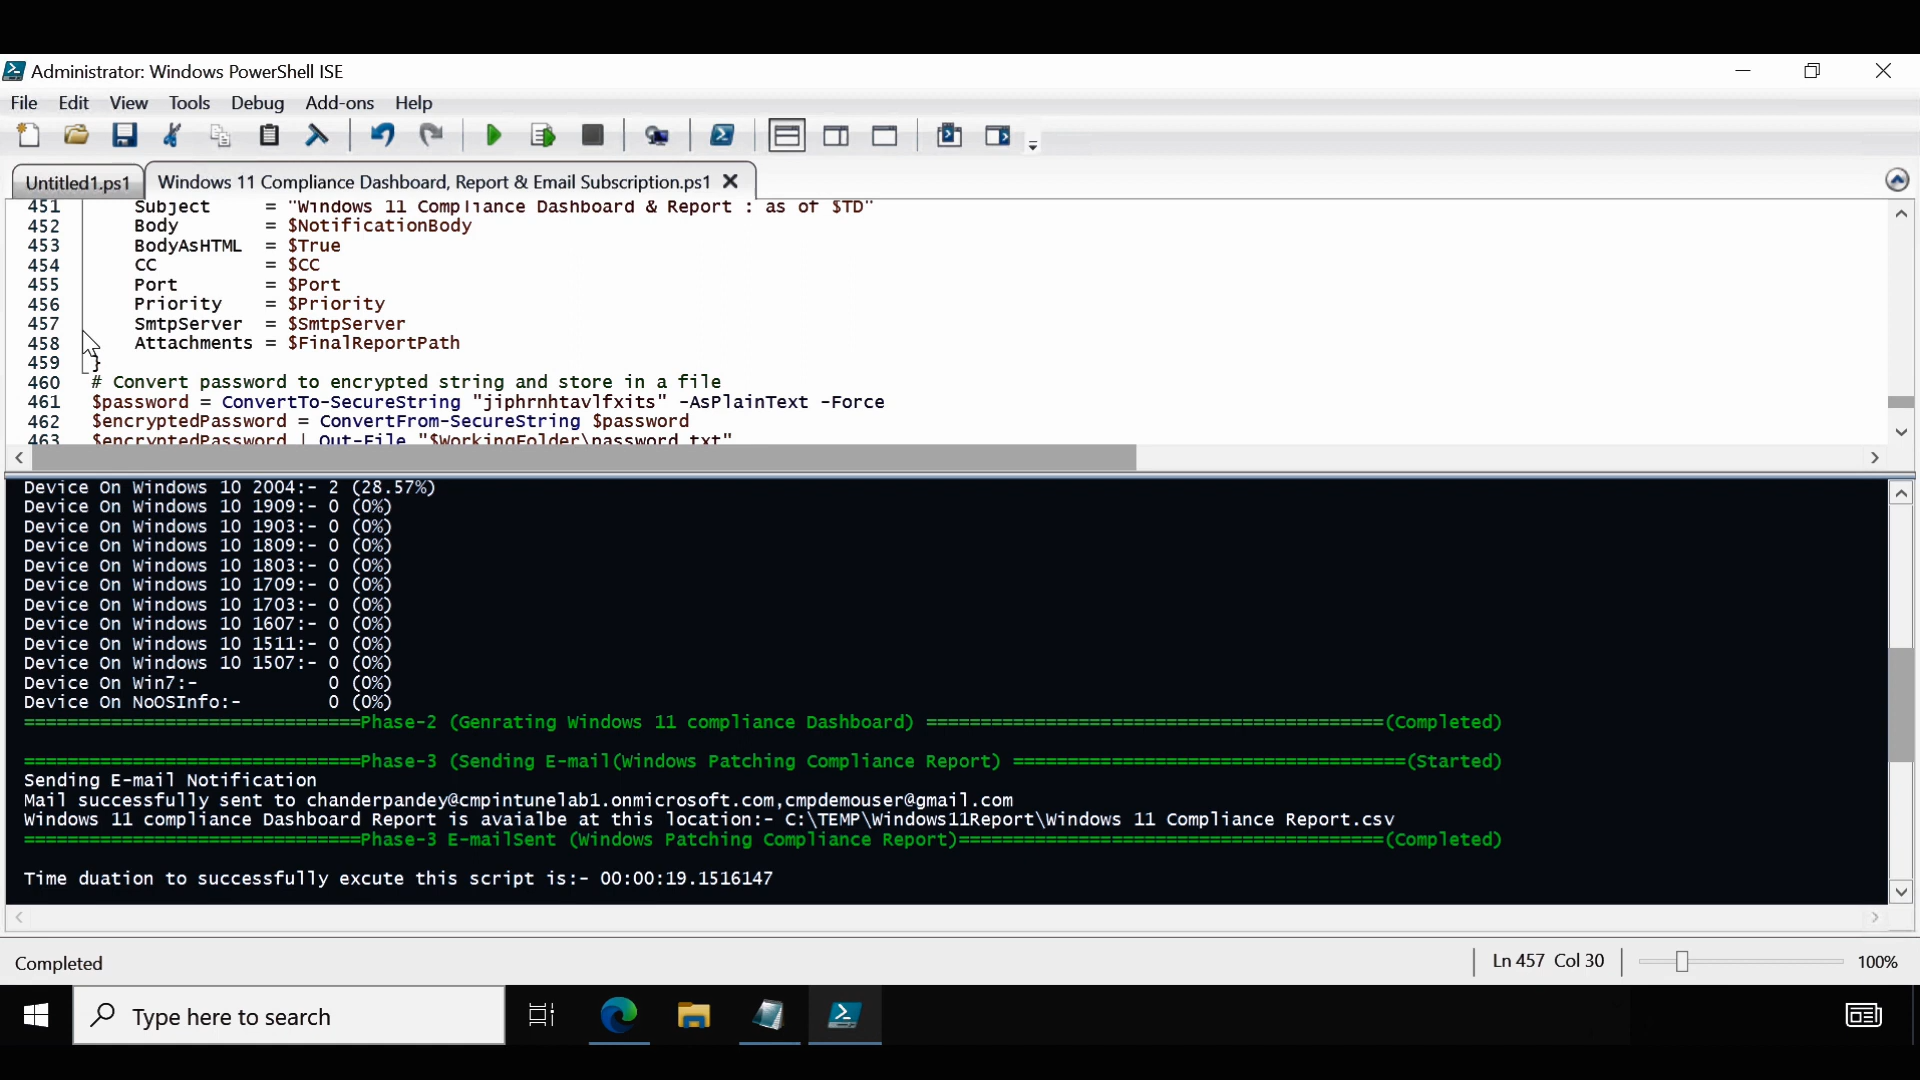 Administrator: Windows PowerShell ISE
File Edit View Tools Debug Add-ons Help
Untitled1.ps1 Windows 11 Compliance Dashboard, Report & Email Subscription.ps1
451 Subject = "Windows 11 Compliance Dashboard & Report : as of $TD"
452 Body = $NotificationBody
453 BodyAsHTML = $True
454 CC = $CC
455 Port = $Port
456 Priority = $Priority
457 SmtpServer = $SmtpServer
458 Attachments = $FinalReportPath
459 }
460 # Convert password to encrypted string and store in a file
461 $password = ConvertTo-SecureString "jiphrnhtavlfxits" -AsPlainText -Force
462 $encryptedPassword = ConvertFrom-SecureString $password
463 $encryptedPassword | Out-File "$WorkingFolder\password.txt"
Device On Windows 10 2004:- 2 (28.57%)
Device On Windows 10 1909:- 0 (0%)
Device On Windows 10 1903:- 0 (0%)
Device On Windows 10 1809:- 0 (0%)
Device On Windows 10 1803:- 0 (0%)
Device On Windows 10 1709:- 0 (0%)
Device On Windows 10 1703:- 0 (0%)
Device On Windows 10 1607:- 0 (0%)
Device On Windows 10 1511:- 0 (0%)
Device On Windows 10 1507:- 0 (0%)
Device On Win7:- 0 (0%)
Device On NoOSInfo:- 0 (0%)
===============================Phase-2 (Genrating Windows 11 compliance Dashboard) ==========================================(Completed)
===============================Phase-3 (Sending E-mail(Windows Patching Compliance Report) ====================================(Started)
Sending E-mail Notification
Mail successfully sent to chanderpandey@cmpintunelab1.onmicrosoft.com,cmpdemouser@gmail.com
Windows 11 compliance Dashboard Report is avaialbe at this location:- C:\TEMP\Windows11Report\Windows 11 Compliance Report.csv
===============================Phase-3 E-mailSent (Windows Patching Compliance Report)=======================================(Completed)
Time duation to successfully excute this script is:- 00:00:19.1516147
Completed
Ln 457 Col 30
100%
Type here to search